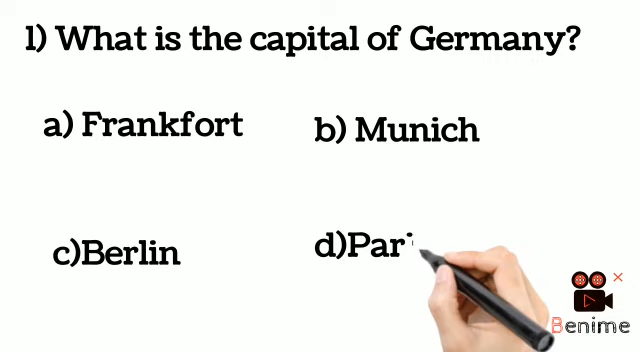 1) What is the capital of Germany?
a) Frankfort
b) Munich
c)Berlin
d)Pari
Benime